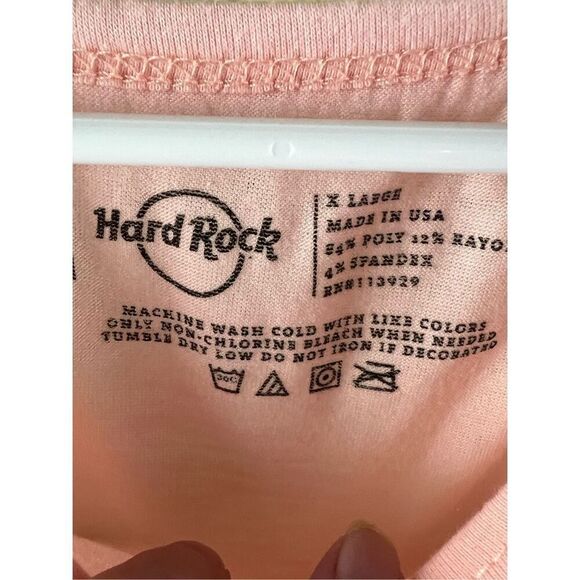 Hard Rock
X LARGE
MADE IN USA
84% POLY 12% RAYO
4% SPANDEX
RN#113929
MACHINE WASH COLD WITH LIKE COLORS
ONLY NON-CHLORINE BLEACH WHEN NEEDED
TUMBLE DRY LOW DO NOT IRON IF DECORATED
30C